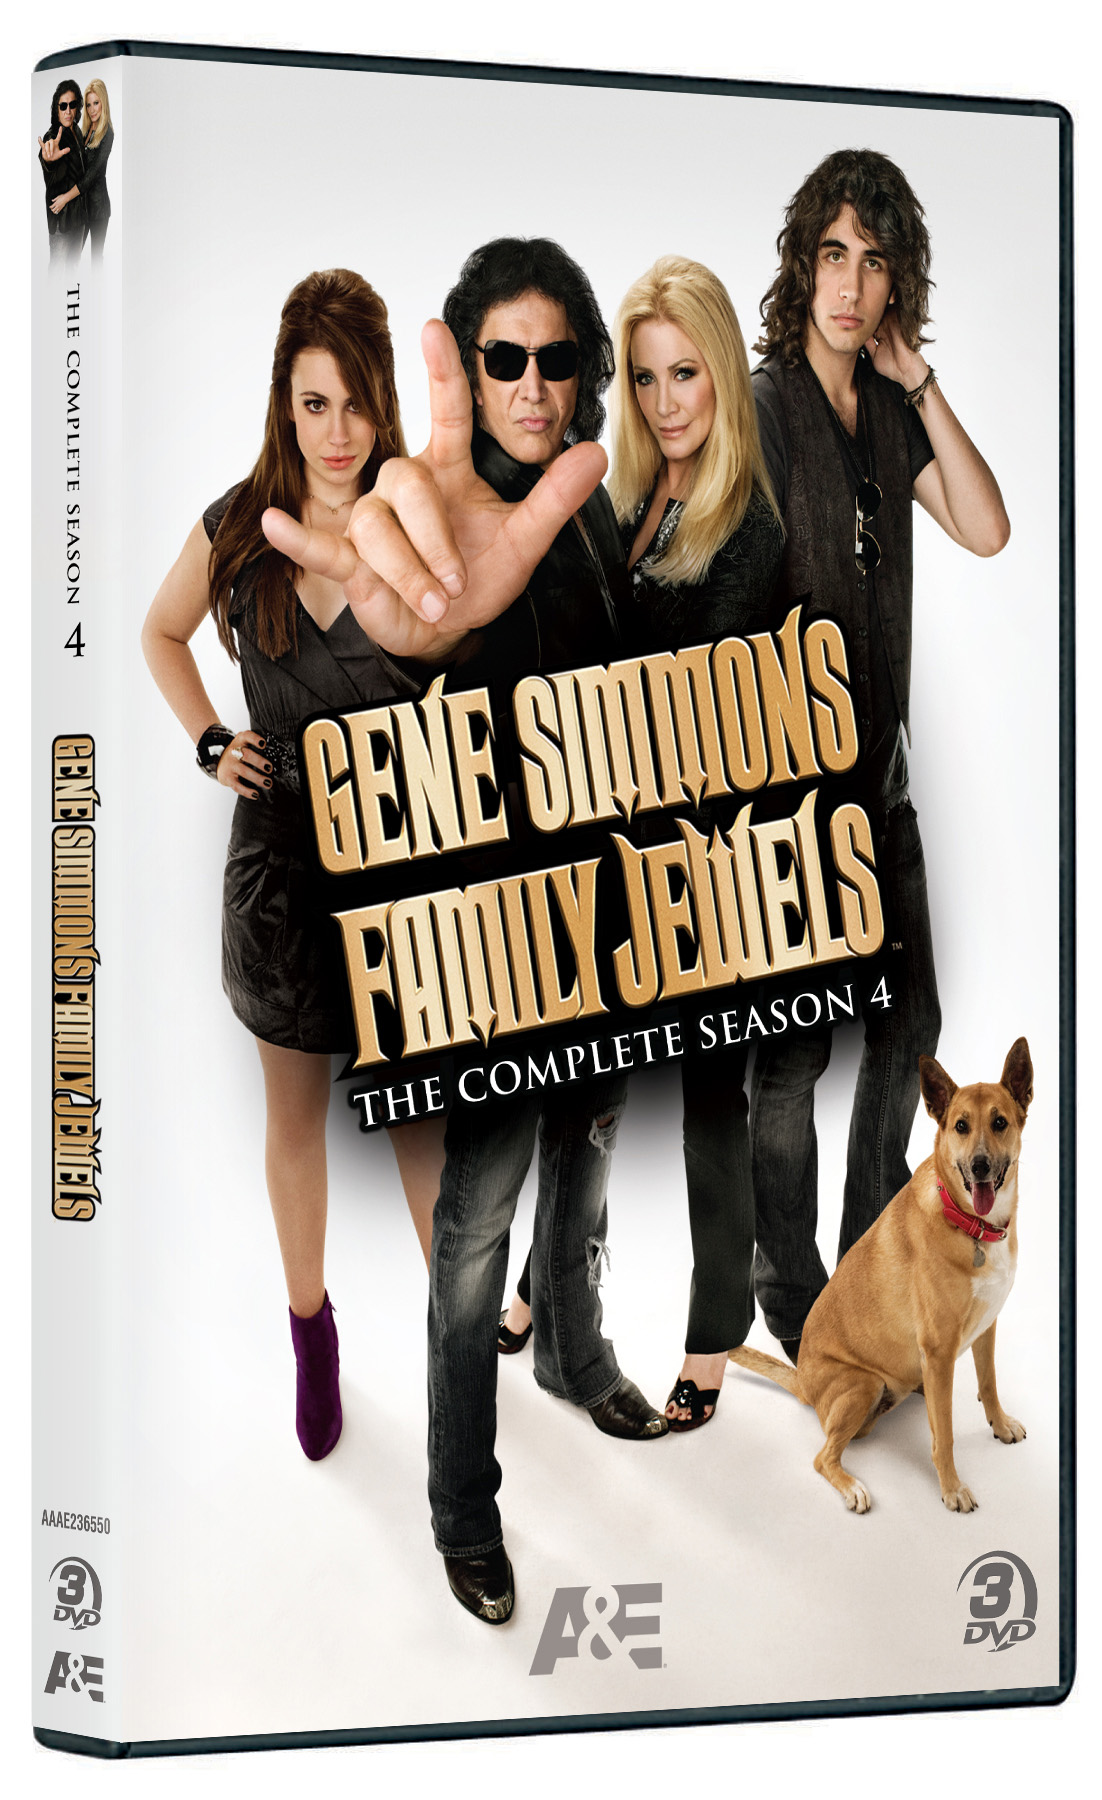 THE COMPLETE SEASON 4
GENE SIMMONS FAMILY JEWELS
AAAE236550
3
DVD
A&E
GENE SIMMONS
FAMILY JEWELS™
THE COMPLETE SEASON 4
A&E
3
DVD